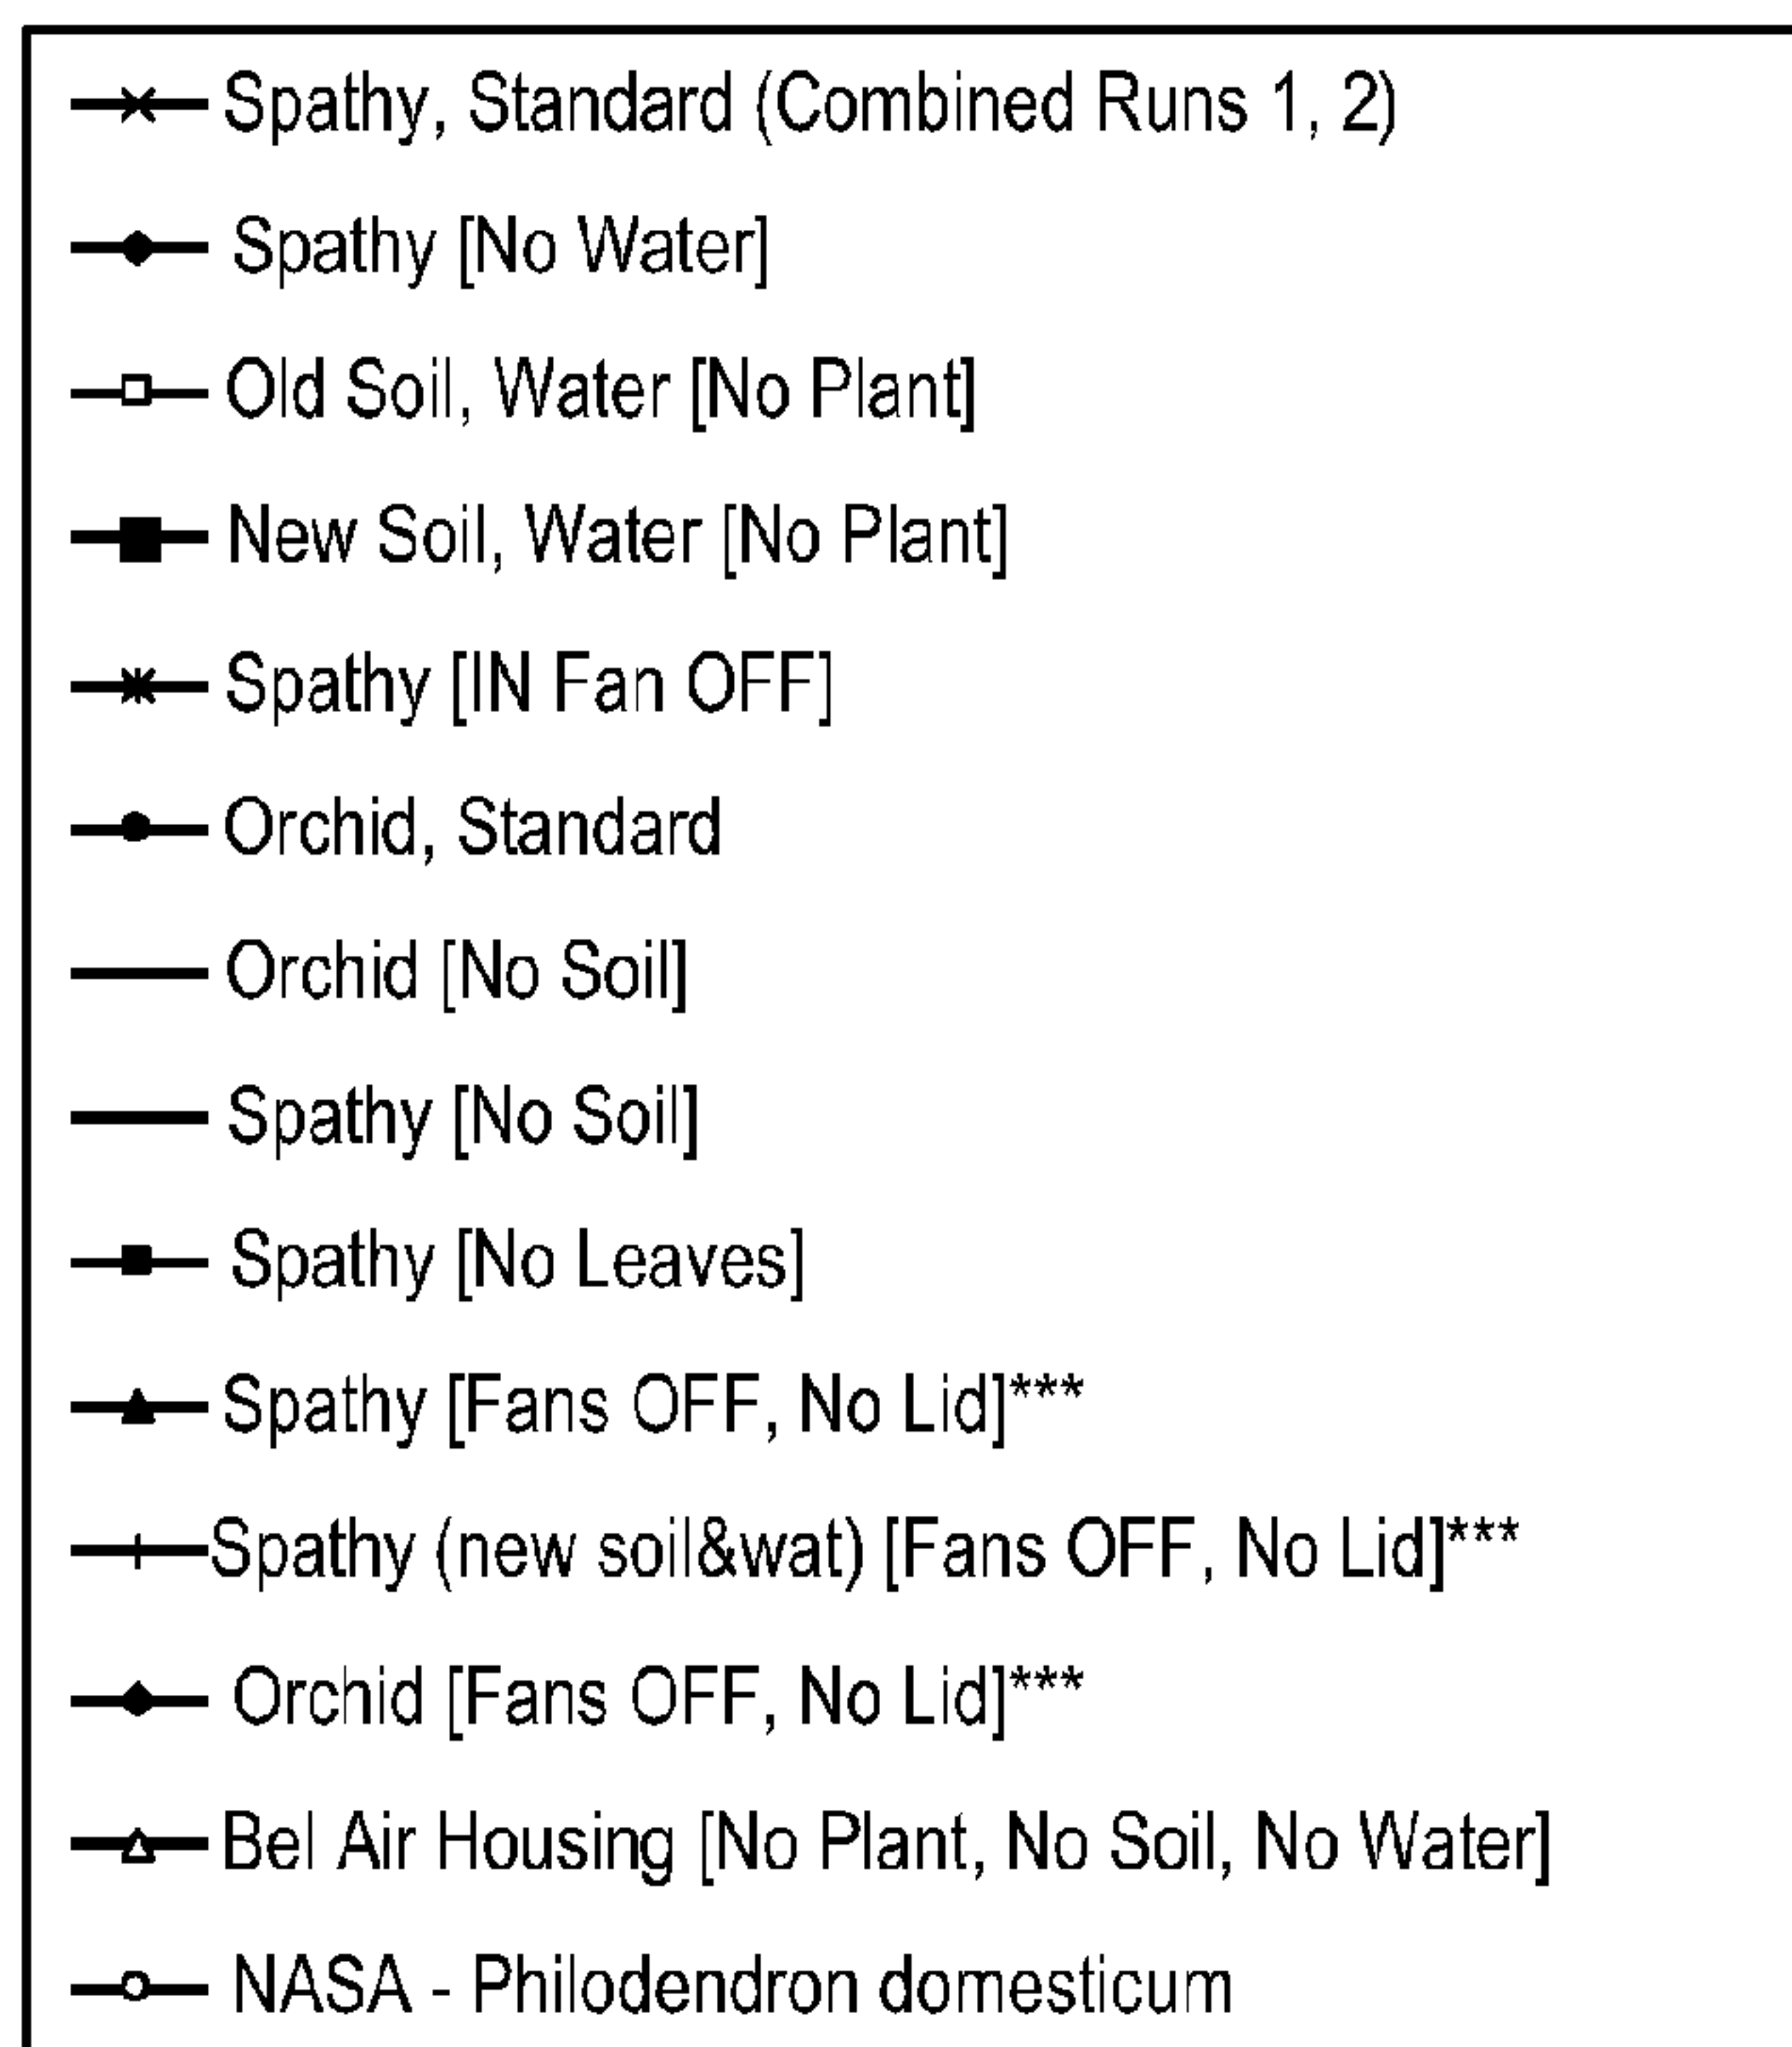 Spathy, Standard (Combined Runs 1, 2)
Spathy [No Water]
Old Soil, Water [No Plant]
New Soil, Water [No Plant]
Spathy [IN Fan OFF]
Orchid, Standard
Orchid [No Soil]
Spathy [No Soil]
Spathy [No Leaves]
Spathy [Fans OFF, No Lid]***
Spathy (new soil&wat) [Fans OFF, No Lid]***
Orchid [Fans OFF, No Lid]***
Bel Air Housing [No Plant, No Soil, No Water]
NASA - Philodendron domesticum